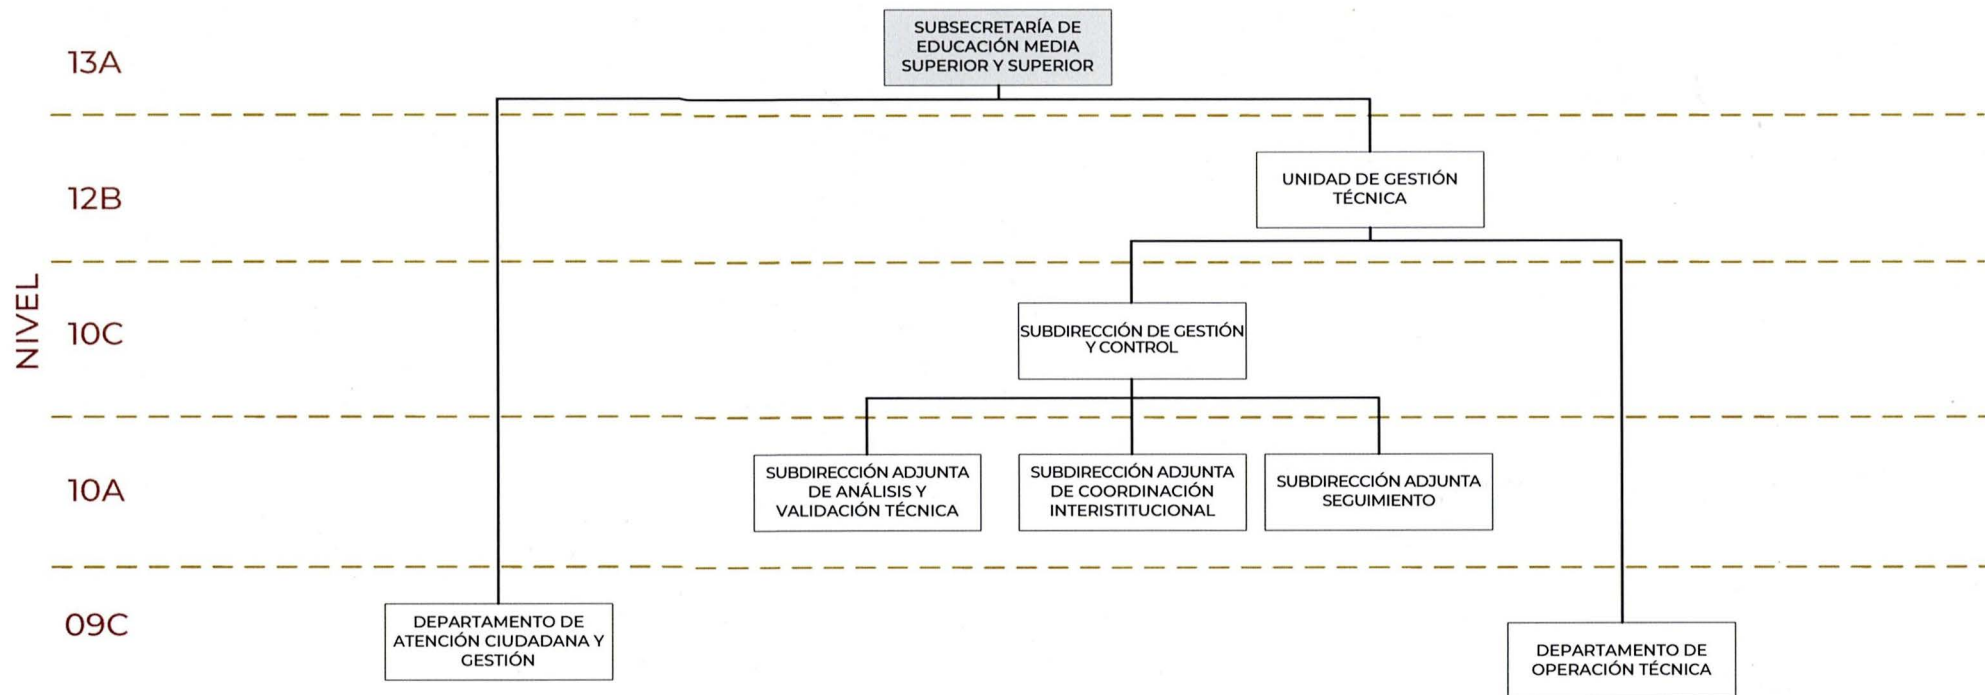 13A
SUBSECRETARÍA DE
EDUCACIÓN MEDIA
SUPERIOR Y SUPERIOR
12B
UNIDAD DE GESTIÓN
TÉCNICA
NIVEL
10C
SUBDIRECCIÓN DE GESTIÓN
Y CONTROL
10A
SUBDIRECCIÓN ADJUNTA
DE ANÁLISIS Y
VALIDACIÓN TÉCNICA
SUBDIRECCIÓN ADJUNTA
DE COORDINACIÓN
INTERISTITUCIONAL
SUBDIRECCIÓN ADJUNTA
SEGUIMIENTO
09C
DEPARTAMENTO DE
ATENCIÓN CIUDADANA Y
GESTIÓN
DEPARTAMENTO DE
OPERACIÓN TÉCNICA